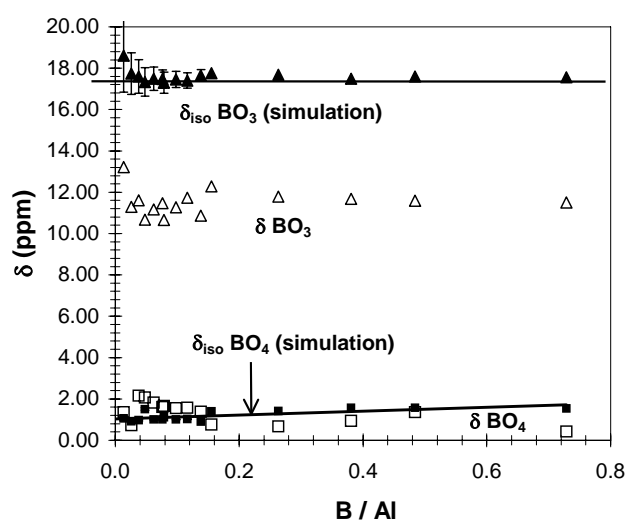 20.00
18.00
16.00
14.00
12.00
10.00
8.00
6.00
4.00
2.00
0.00
δ (ppm)
δiso BO3 (simulation)
δ BO3
δiso BO4 (simulation)
δ BO4
0.0 0.2 0.4 0.6 0.8
B / Al